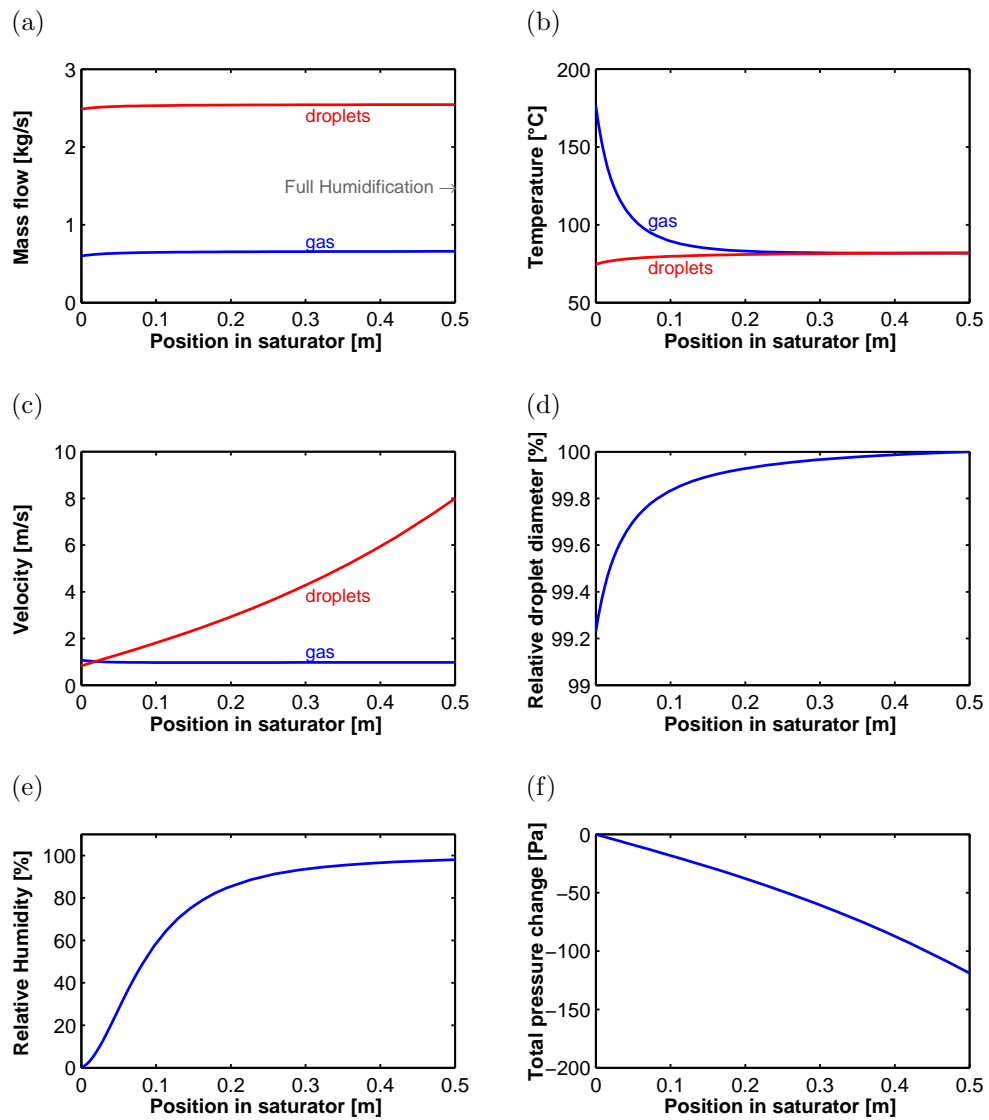 (a)
Mass flow [kg/s]
3
2
1
0
droplets
Full Humidification →
gas
0 0.1 0.2 0.3 0.4 0.5
Position in saturator [m]
(b)
Temperature [°C]
200
150
100
50
gas
droplets
0 0.1 0.2 0.3 0.4 0.5
Position in saturator [m]
(c)
Velocity [m/s]
10
8
6
4
2
0
droplets
gas
0 0.1 0.2 0.3 0.4 0.5
Position in saturator [m]
(d)
Relative droplet diameter [%]
100
99.8
99.6
99.4
99.2
99
0 0.1 0.2 0.3 0.4 0.5
Position in saturator [m]
(e)
Relative Humidity [%]
100
80
60
40
20
0
0 0.1 0.2 0.3 0.4 0.5
Position in saturator [m]
(f)
Total pressure change [Pa]
0
−50
−100
−150
−200
0 0.1 0.2 0.3 0.4 0.5
Position in saturator [m]